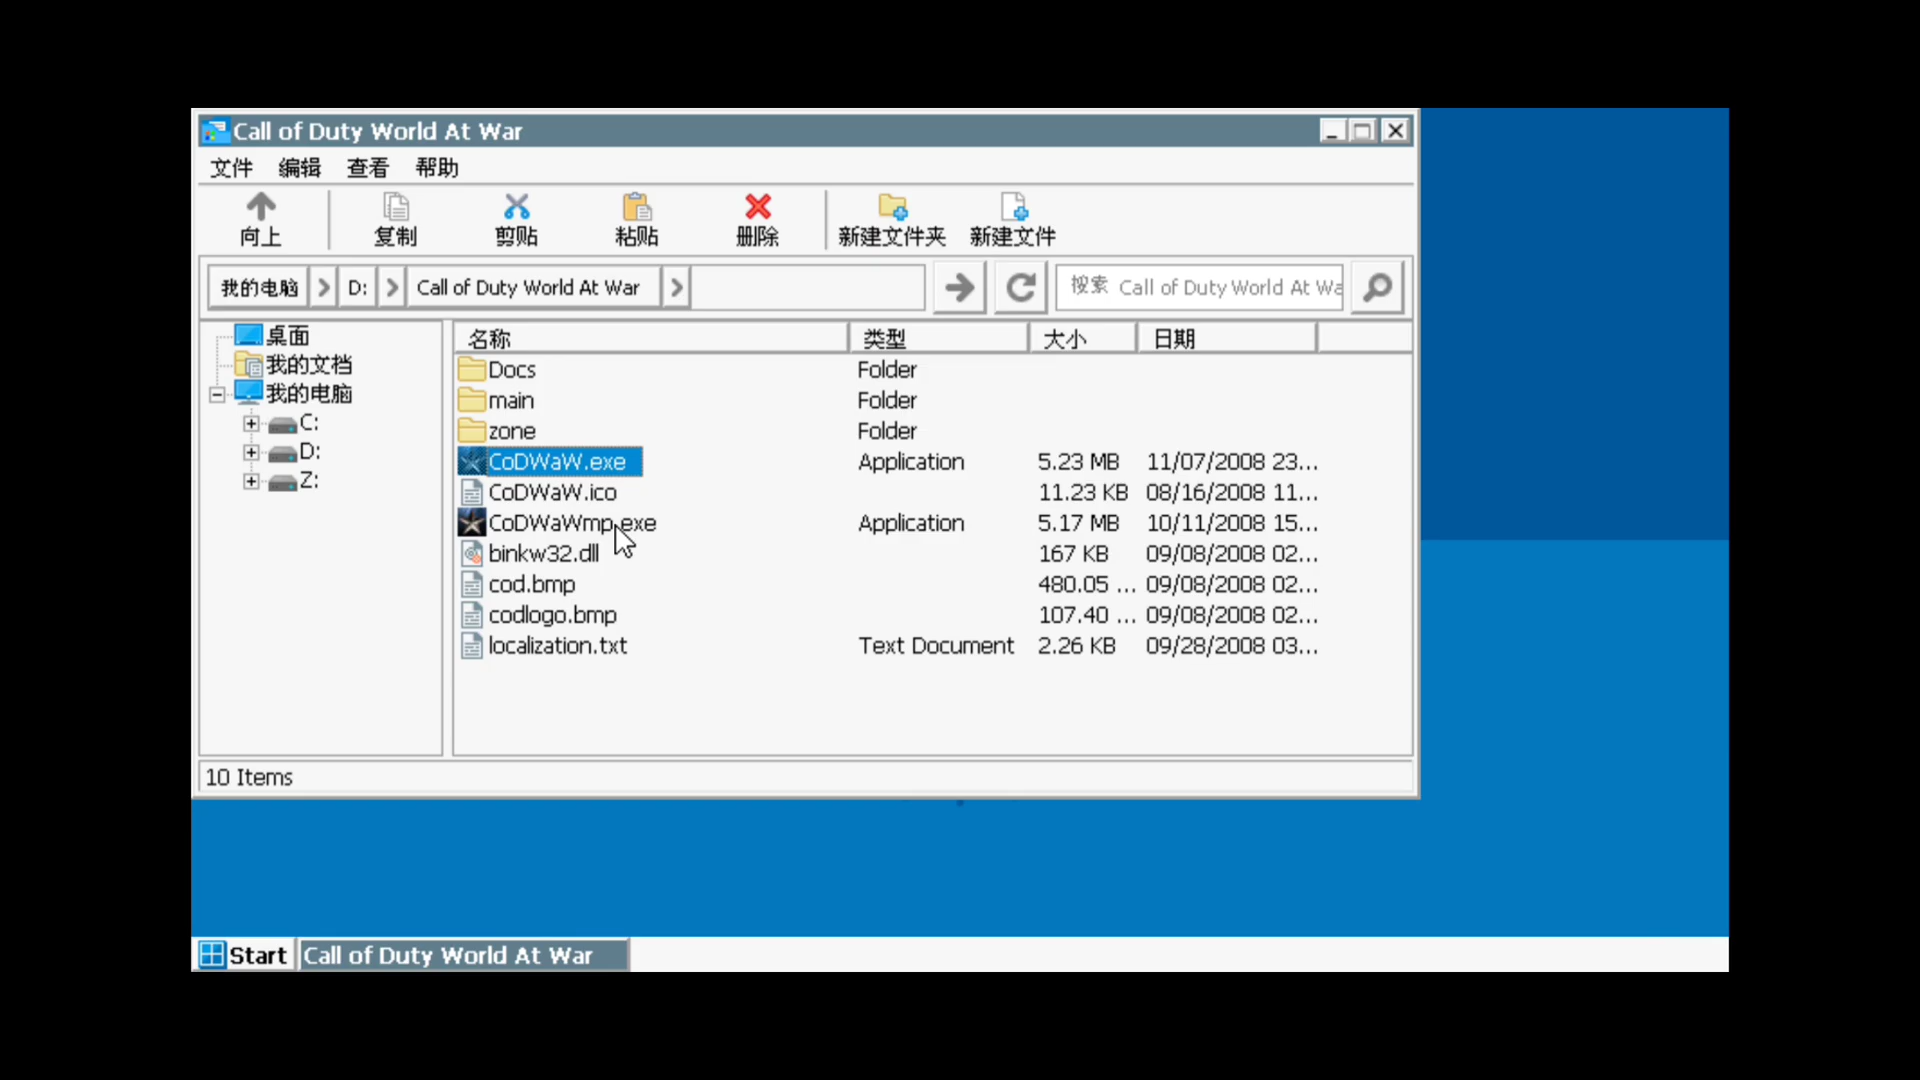 Call of Duty World At War
文件 编辑 查看 帮助
向上 复制 剪贴 粘贴 删除 新建文件夹 新建文件
我的电脑 D: Call of Duty World At War 搜索 Call of Duty World At Wa
桌面
我的文档
我的电脑
C:
D:
Z:
名称 类型 大小 日期
Docs Folder
main Folder
zone Folder
CoDWaW.exe Application 5.23 MB 11/07/2008 23...
CoDWaW.ico 11.23 KB 08/16/2008 11...
CoDWaWmp.exe Application 5.17 MB 10/11/2008 15...
binkw32.dll 167 KB 09/08/2008 02...
cod.bmp 480.05 ... 09/08/2008 02...
codlogo.bmp 107.40 ... 09/08/2008 02...
localization.txt Text Document 2.26 KB 09/28/2008 03...
10 Items
Start Call of Duty World At War